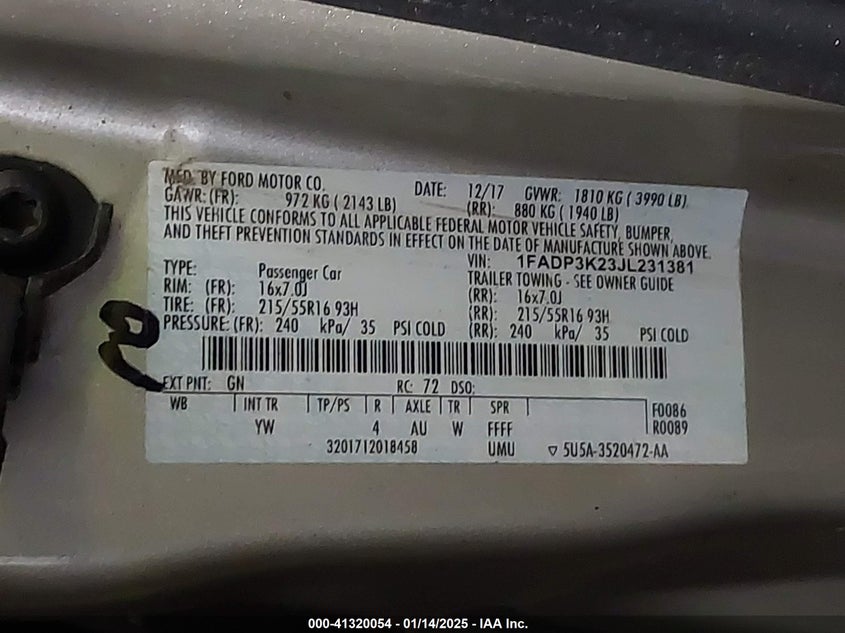 MFD. BY FORD MOTOR CO. DATE: 12/17 GVWR: 1810 KG ( 3990 LB)
GAWR: (FR): 972 KG ( 2143 LB) (RR): 880 KG ( 1940 LB)
THIS VEHICLE CONFORMS TO ALL APPLICABLE FEDERAL MOTOR VEHICLE SAFETY, BUMPER,
AND THEFT PREVENTION STANDARDS IN EFFECT ON THE DATE OF MANUFACTURE SHOWN ABOVE.
VIN: 1FADP3K23JL231381
TYPE: Passenger Car TRAILER TOWING - SEE OWNER GUIDE
RIM: (FR): 16x7.0J (RR): 16x7.0J
TIRE: (FR): 215/55R16 93H (RR): 215/55R16 93H
PRESSURE: (FR): 240 kPa/ 35 PSI COLD (RR): 240 kPa/ 35 PSI COLD
EXT PNT: GN RC: 72 DSO:
WB INT TR TP/PS R AXLE TR SPR F0086
YW 4 AU W FFFF R0089
3201712018458 UMU ▽ 5U5A-3520472-AA
000-41320054 - 01/14/2025 - IAA Inc.